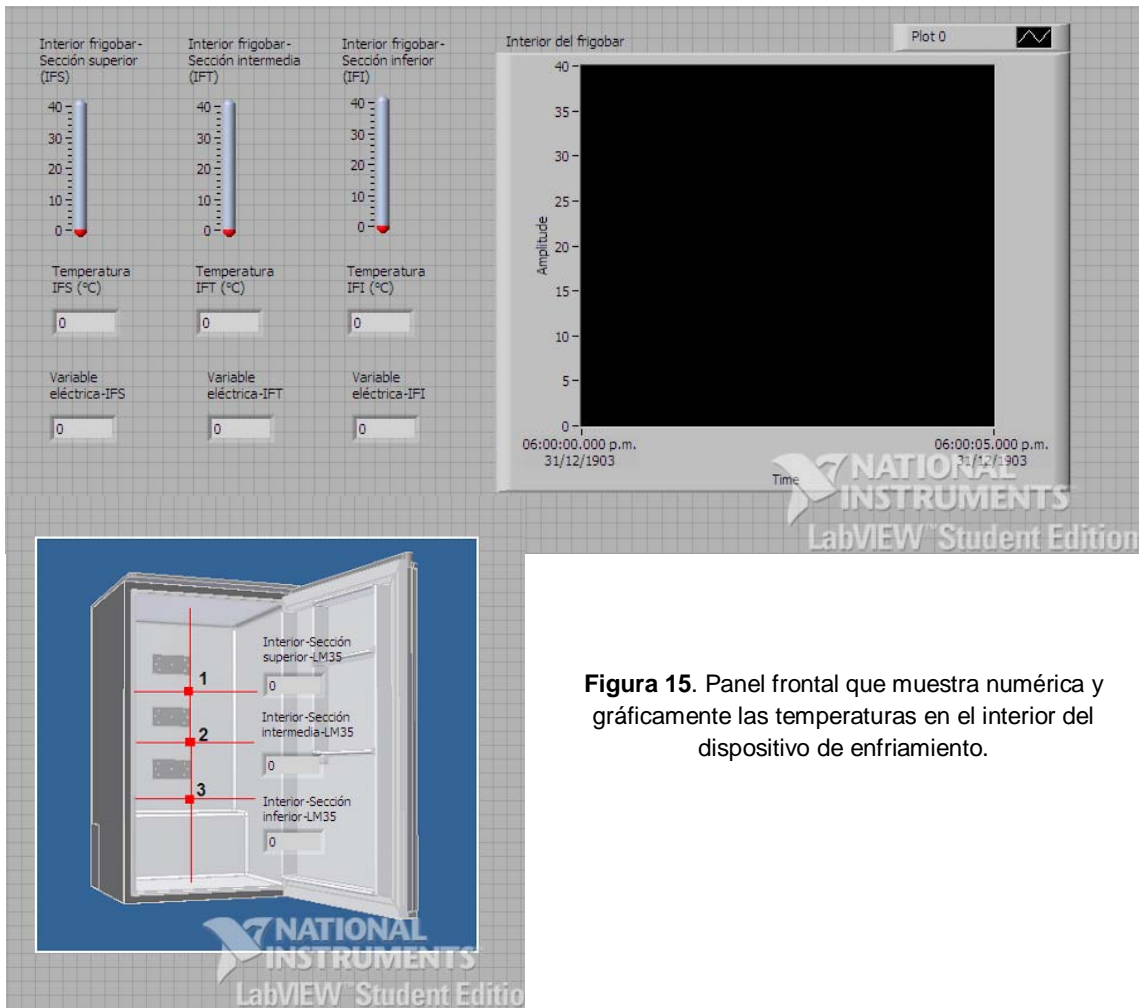 Interior frigobar-
Sección superior
(IFS)
40
30
20
10
0
Interior frigobar-
Sección intermedia
(IFT)
40
30
20
10
0
Interior frigobar-
Sección inferior
(IFI)
40
30
20
10
0
Temperatura
IFS (°C)
0
Temperatura
IFT (°C)
0
Temperatura
IFI (°C)
0
Variable
eléctrica-IFS
0
Variable
eléctrica-IFT
0
Variable
eléctrica-IFI
0
Interior del frigobar
Plot 0
Amplitude
40
35
30
25
20
15
10
5
0
06:00:00.000 p.m.
31/12/1903
06:00:05.000 p.m.
31/12/1903
Time
NATIONAL
INSTRUMENTS
LabVIEW™ Student Edition
1
2
3
Interior-Sección
superior-LM35
0
Interior-Sección
intermedia-LM35
0
Interior-Sección
inferior-LM35
0
NATIONAL
INSTRUMENTS
LabVIEW™ Student Editio
Figura 15. Panel frontal que muestra numérica y
gráficamente las temperaturas en el interior del
dispositivo de enfriamiento.